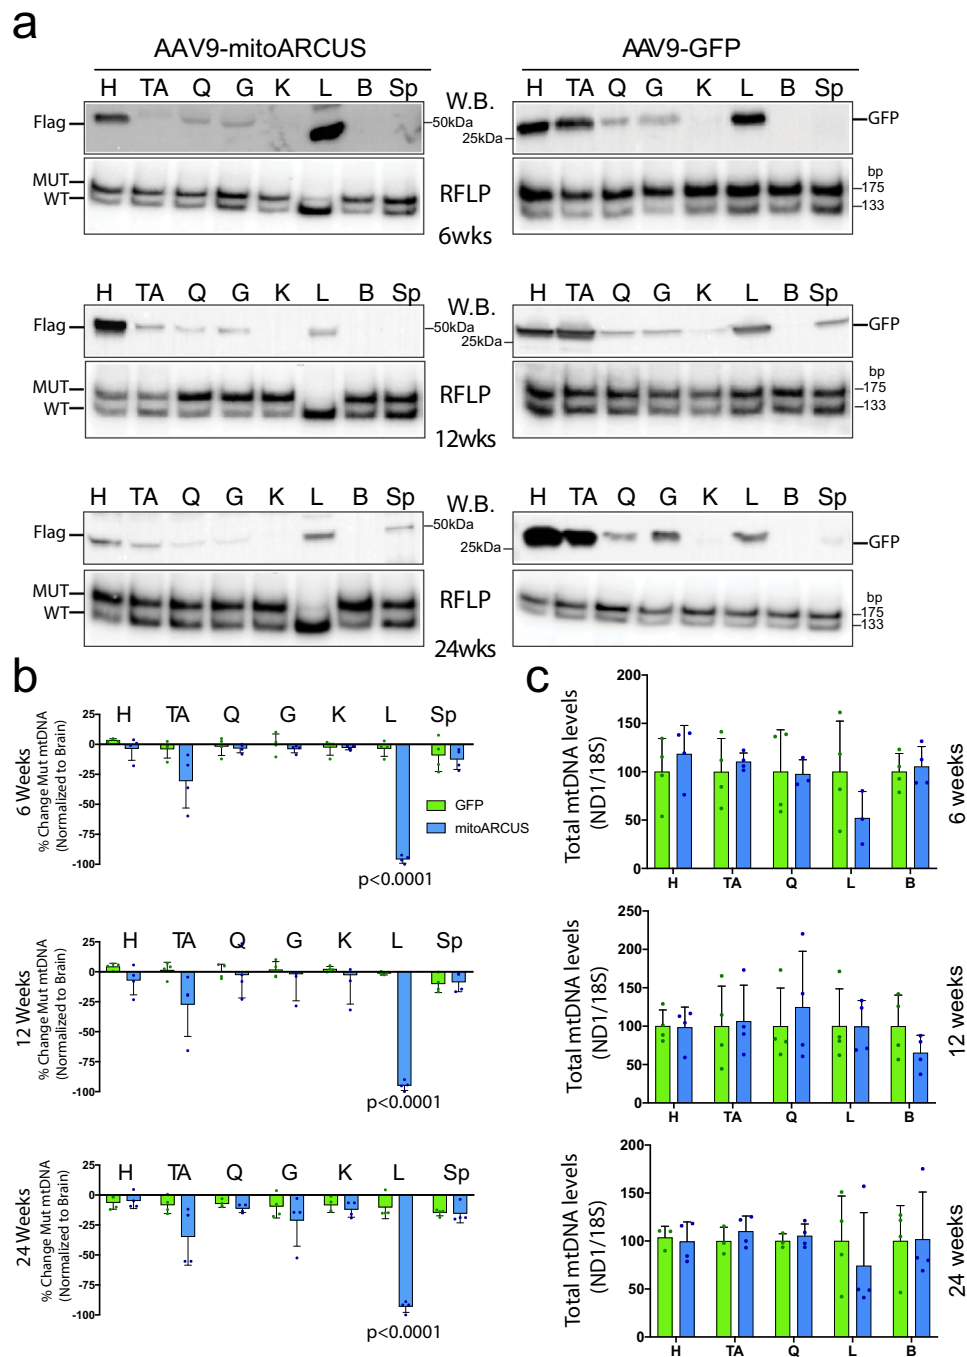 a
AAV9-mitoARCUS
AAV9-GFP
H TA Q G K L B Sp
W.B.
H TA Q G K L B Sp
Flag
50kDa
25kDa
GFP
MUT
WT
RFLP
bp
175
133
6wks
H TA Q G K L B Sp
W.B.
H TA Q G K L B Sp
Flag
50kDa
25kDa
GFP
MUT
WT
RFLP
bp
175
133
12wks
H TA Q G K L B Sp
W.B.
H TA Q G K L B Sp
Flag
50kDa
25kDa
GFP
MUT
WT
RFLP
bp
175
133
24wks
b
6 Weeks
% Change Mut mtDNA
(Normalized to Brain)
25
0
-25
-50
-75
-100
H TA Q G K L Sp
GFP
mitoARCUS
p<0.0001
12 Weeks
% Change Mut mtDNA
(Normalized to Brain)
25
0
-25
-50
-75
-100
H TA Q G K L Sp
p<0.0001
24 Weeks
% Change Mut mtDNA
(Normalized to Brain)
25
0
-25
-50
-75
-100
H TA Q G K L Sp
p<0.0001
c
Total mtDNA levels
(ND1/18S)
200
150
100
50
0
H TA Q L B
6 weeks
Total mtDNA levels
(ND1/18S)
250
200
150
100
50
0
H TA Q L B
12 weeks
Total mtDNA levels
(ND1/18S)
200
150
100
50
0
H TA Q L B
24 weeks